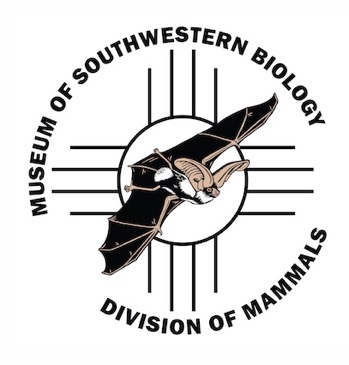 MUSEUM OF SOUTHWESTERN BIOLOGY
DIVISION OF MAMMALS